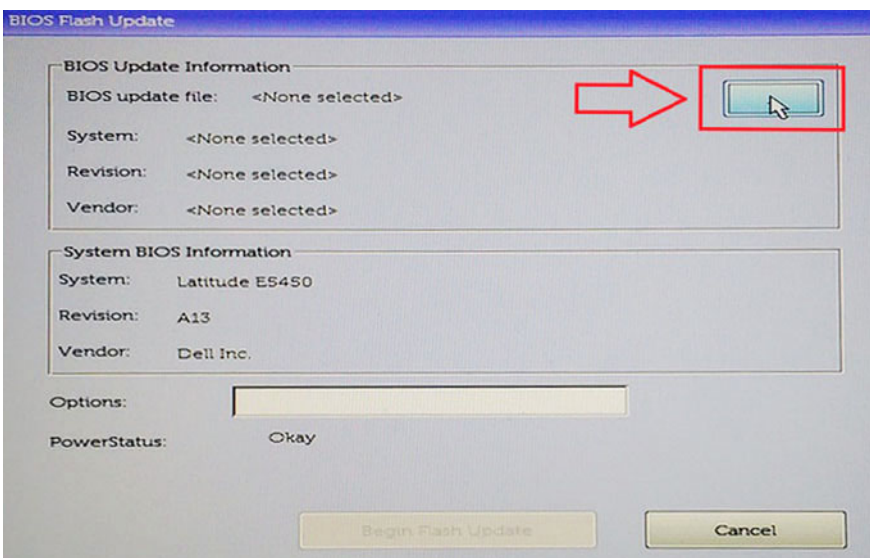 BIOS Flash Update
BIOS Update Information
BIOS update file: <None selected>
System: <None selected>
Revision: <None selected>
Vendor: <None selected>
System BIOS Information
System: Latitude E5450
Revision: A13
Vendor: Dell Inc.
Options:
PowerStatus: Okay
Begin Flash Update Cancel